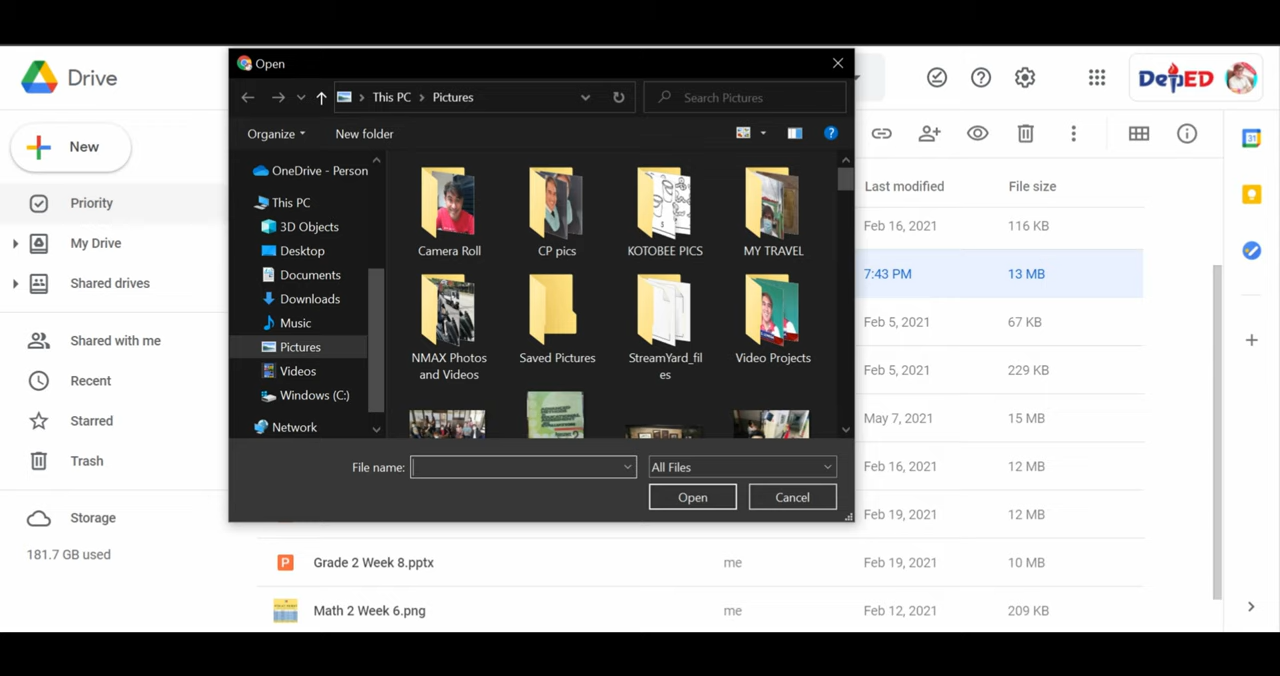 Open
Drive
DepED
This PC > Pictures
Search Pictures
Organize
New folder
New
Priority
My Drive
Shared drives
Shared with me
Recent
Starred
Trash
Storage
181.7 GB used
OneDrive - Person
This PC
3D Objects
Desktop
Documents
Downloads
Music
Pictures
Videos
Windows (C:)
Network
Camera Roll
CP pics
KOTOBEE PICS
MY TRAVEL
NMAX Photos
and Videos
Saved Pictures
StreamYard_fil
es
Video Projects
File name:
All Files
Open
Cancel
31
Last modified
File size
Feb 16, 2021
116 KB
7:43 PM
13 MB
Feb 5, 2021
67 KB
Feb 5, 2021
229 KB
May 7, 2021
15 MB
Feb 16, 2021
12 MB
Feb 19, 2021
12 MB
P
Grade 2 Week 8.pptx
me
Feb 19, 2021
10 MB
Math 2 Week 6.png
me
Feb 12, 2021
209 KB